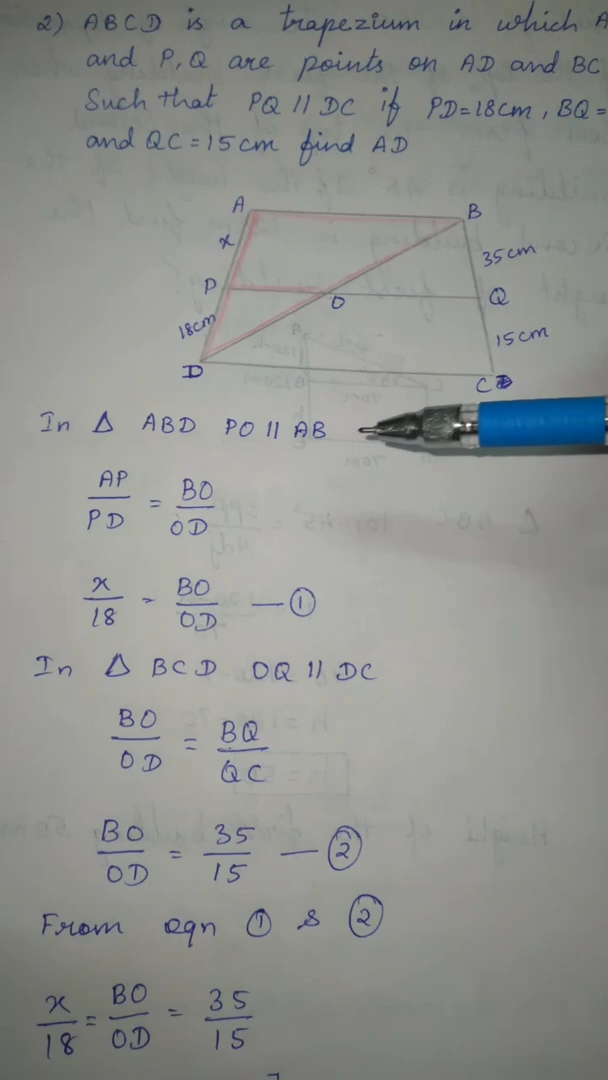 2) ABCD is a trapezium in which A
and P, Q are points on AD and BC
Such that PQ || DC if PD=18cm, BQ =
and QC = 15cm find AD
A
B
x
35cm
P
O
Q
18cm
15cm
D
C
In Δ ABD PO || AB
AP/PD = BO/OD
x/18 = BO/OD — ①
In Δ BCD OQ || DC
BO/OD = BQ/QC
BO/OD = 35/15 — ②
From eqn ① & ②
x/18 = BO/OD = 35/15